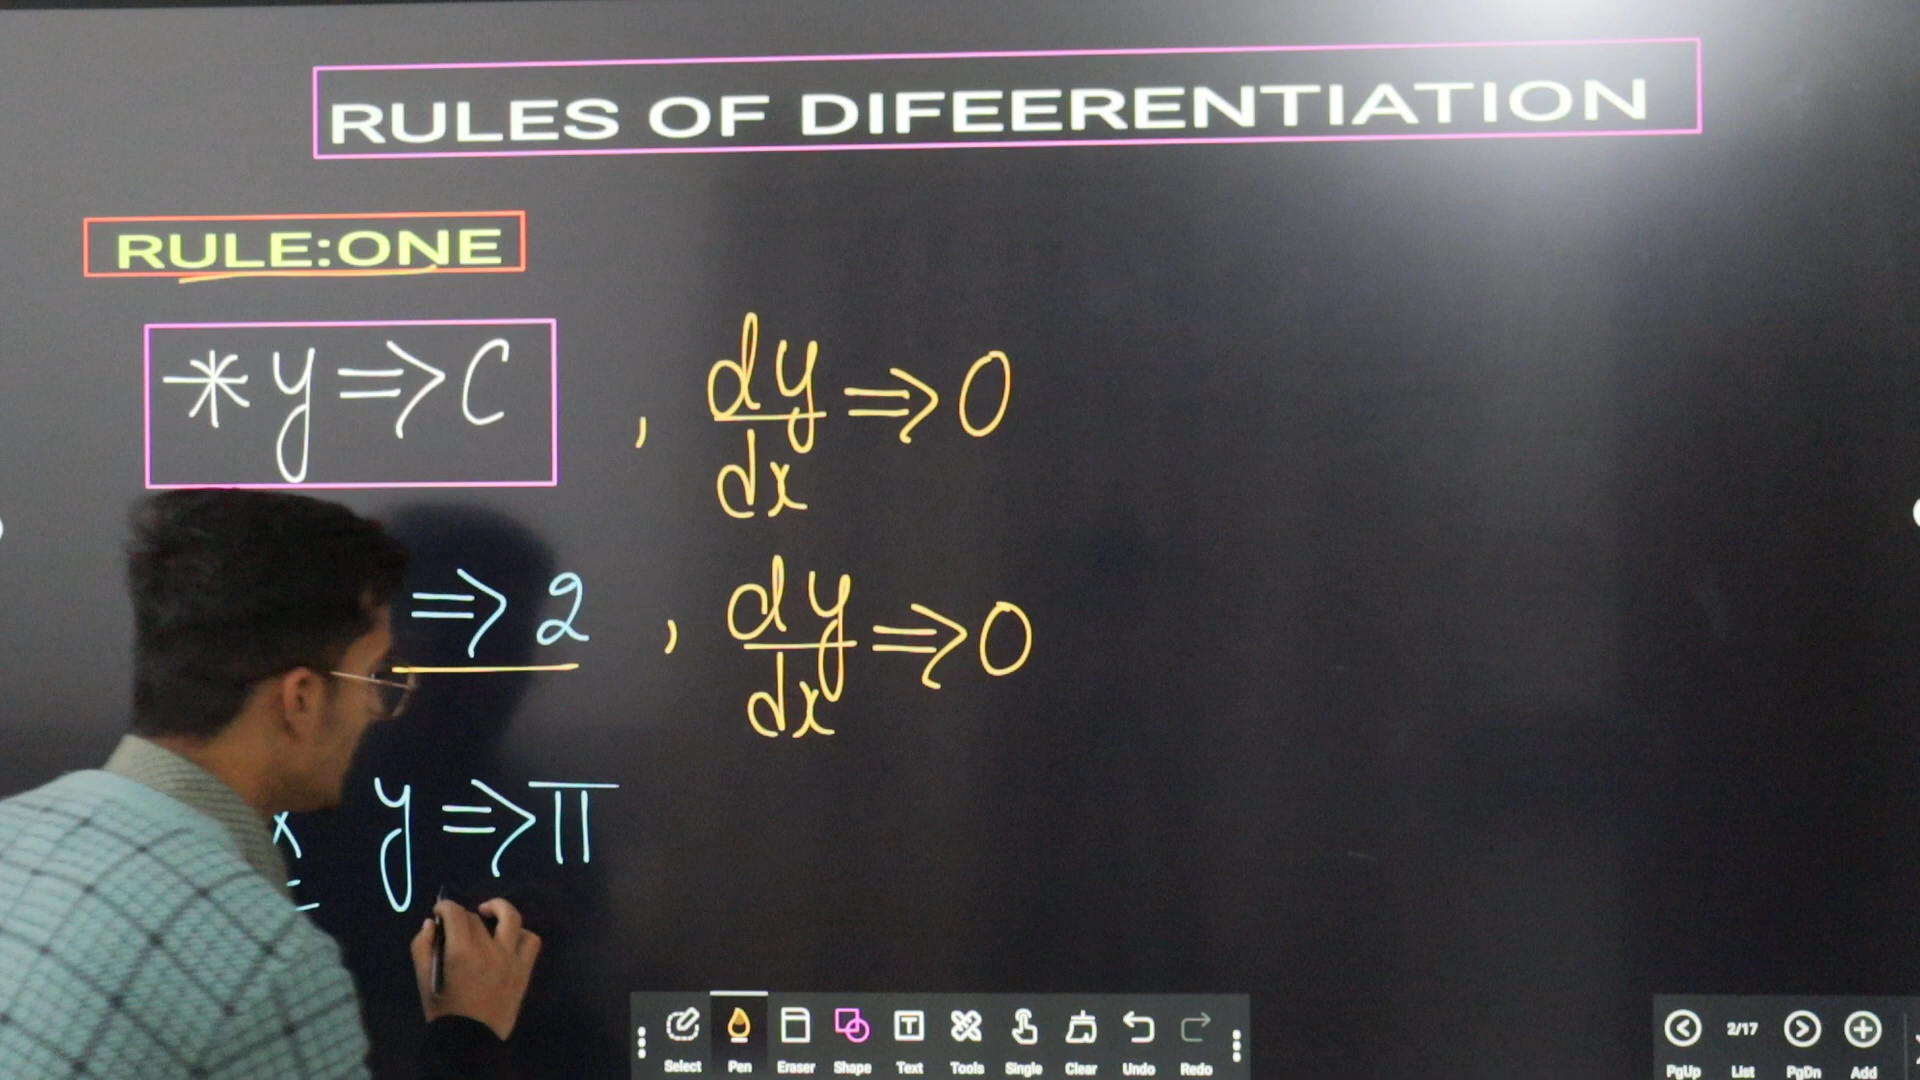 RULES OF DIFEERENTIATION
RULE:ONE
* y => C , dy/dx => 0
=> 2 , dy/dx => 0
y => π
Select Pen Eraser Shape Text Tools Single Clear Undo Redo
2/17
PgUp List PgDn Add